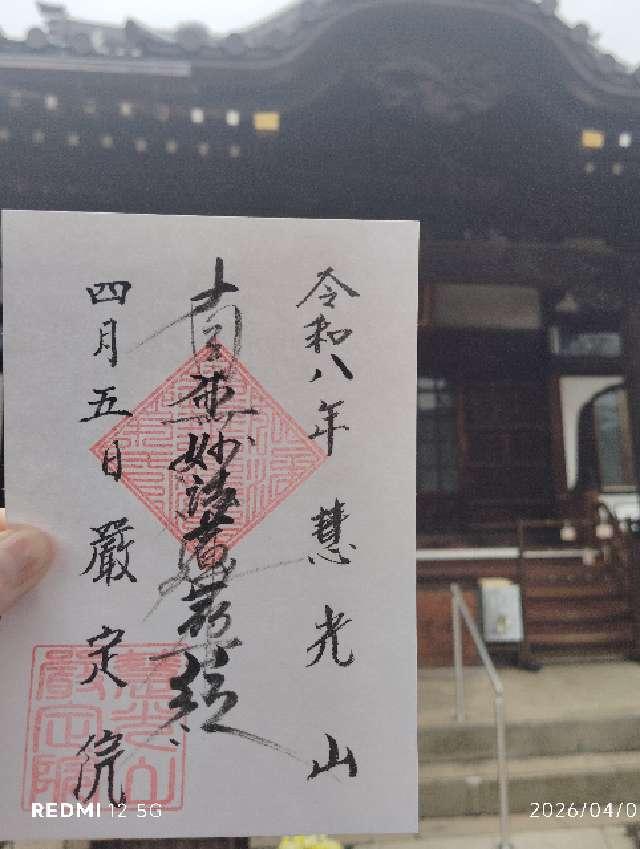 令和八年 慧光山
南無妙法蓮華経
四月五日 嚴定院
REDMI 12 5G
2026/04/0